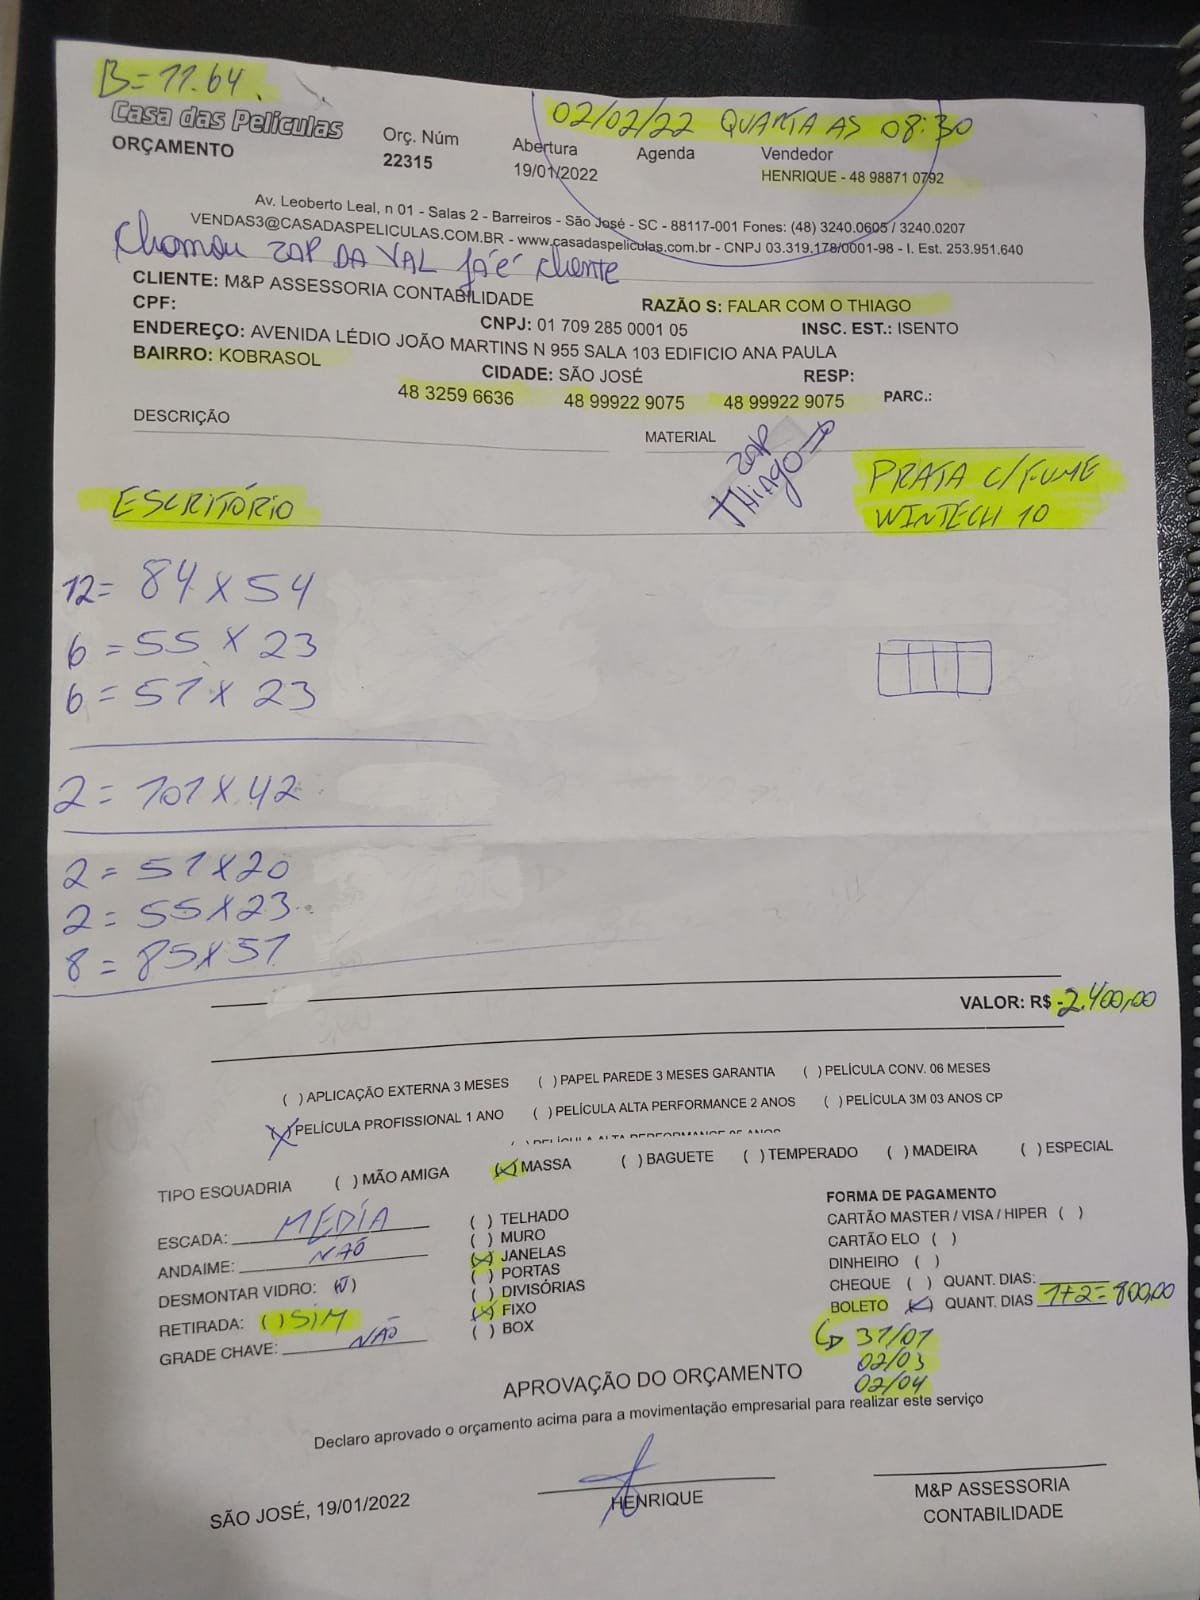 B= 11.64.
02/02/22 QUARTA AS 08:30
Casa das Películas
ORÇAMENTO
Orç. Núm
22315
Abertura
19/01/2022
Agenda
Vendedor
HENRIQUE - 48 98871 0792
Av. Leoberto Leal, n 01 - Salas 2 - Barreiros - São José - SC - 88117-001 Fones: (48) 3240.0605 / 3240.0207
VENDAS3@CASADASPELICULAS.COM.BR - www.casadaspeliculas.com.br - CNPJ 03.319.178/0001-98 - I. Est. 253.951.640
Chamou ZAP DA VAL já é cliente
CLIENTE: M&P ASSESSORIA CONTABILIDADE
RAZÃO S: FALAR COM O THIAGO
CPF:
CNPJ: 01 709 285 0001 05
INSC. EST.: ISENTO
ENDEREÇO: AVENIDA LÉDIO JOÃO MARTINS N 955 SALA 103 EDIFICIO ANA PAULA
BAIRRO: KOBRASOL
CIDADE: SÃO JOSÉ
RESP:
48 3259 6636 48 99922 9075 48 99922 9075 PARC.:
DESCRIÇÃO
MATERIAL
ZAP
THiago →
PRATA C/FUME
WINTECH 10
ESCRITÓRIO
12= 84 X 54
6 = 55 X 23
6 = 51 X 23
2 = 101 X 42
2 = 51X20
2 = 55X23
8 = 85X51
VALOR: R$ -2.400,00
( ) APLICAÇÃO EXTERNA 3 MESES ( ) PAPEL PAREDE 3 MESES GARANTIA ( ) PELÍCULA CONV. 06 MESES
(X) PELÍCULA PROFISSIONAL 1 ANO ( ) PELÍCULA ALTA PERFORMANCE 2 ANOS ( ) PELÍCULA 3M 03 ANOS CP
( ) PELÍCULA ALTA PERFORMANCE 05 ANOS
TIPO ESQUADRIA ( ) MÃO AMIGA (X) MASSA ( ) BAGUETE ( ) TEMPERADO ( ) MADEIRA ( ) ESPECIAL
ESCADA: MEDIA
ANDAIME: NÃO
DESMONTAR VIDRO: (N)
RETIRADA: ( ) SIM
GRADE CHAVE: NÃO
( ) TELHADO
( ) MURO
(X) JANELAS
( ) PORTAS
( ) DIVISÓRIAS
(X) FIXO
( ) BOX
FORMA DE PAGAMENTO
CARTÃO MASTER / VISA / HIPER ( )
CARTÃO ELO ( )
DINHEIRO ( )
CHEQUE ( ) QUANT. DIAS:
BOLETO (X) QUANT. DIAS 1+2= 800,00
↳ 31/01
02/03
02/04
APROVAÇÃO DO ORÇAMENTO
Declaro aprovado o orçamento acima para a movimentação empresarial para realizar este serviço
SÃO JOSÉ, 19/01/2022
HENRIQUE
M&P ASSESSORIA
CONTABILIDADE